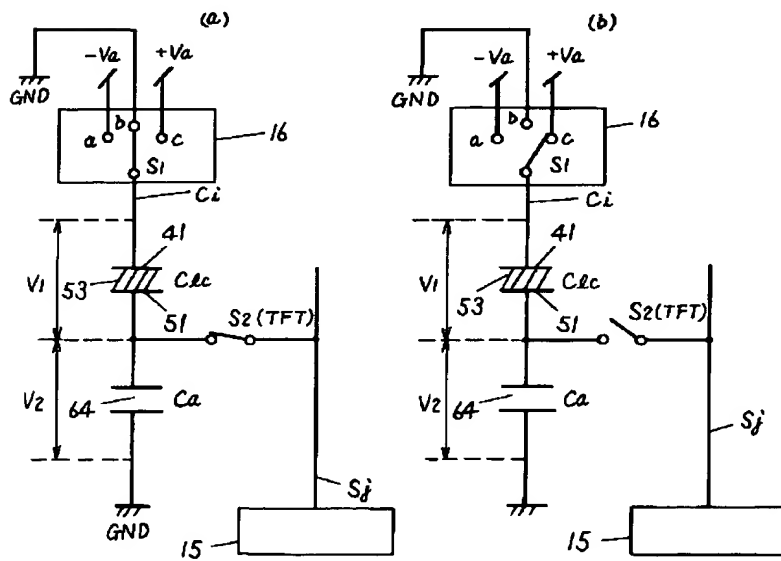 (a)
-Va
+Va
GND
b
a
c
S1
16
Ci
41
V1
53
Clc
51
S2(TFT)
V2
64
Ca
Sj
GND
15
(b)
-Va
+Va
GND
b
a
c
S1
16
Ci
41
V1
53
Clc
51
S2(TFT)
V2
64
Ca
Sj
15